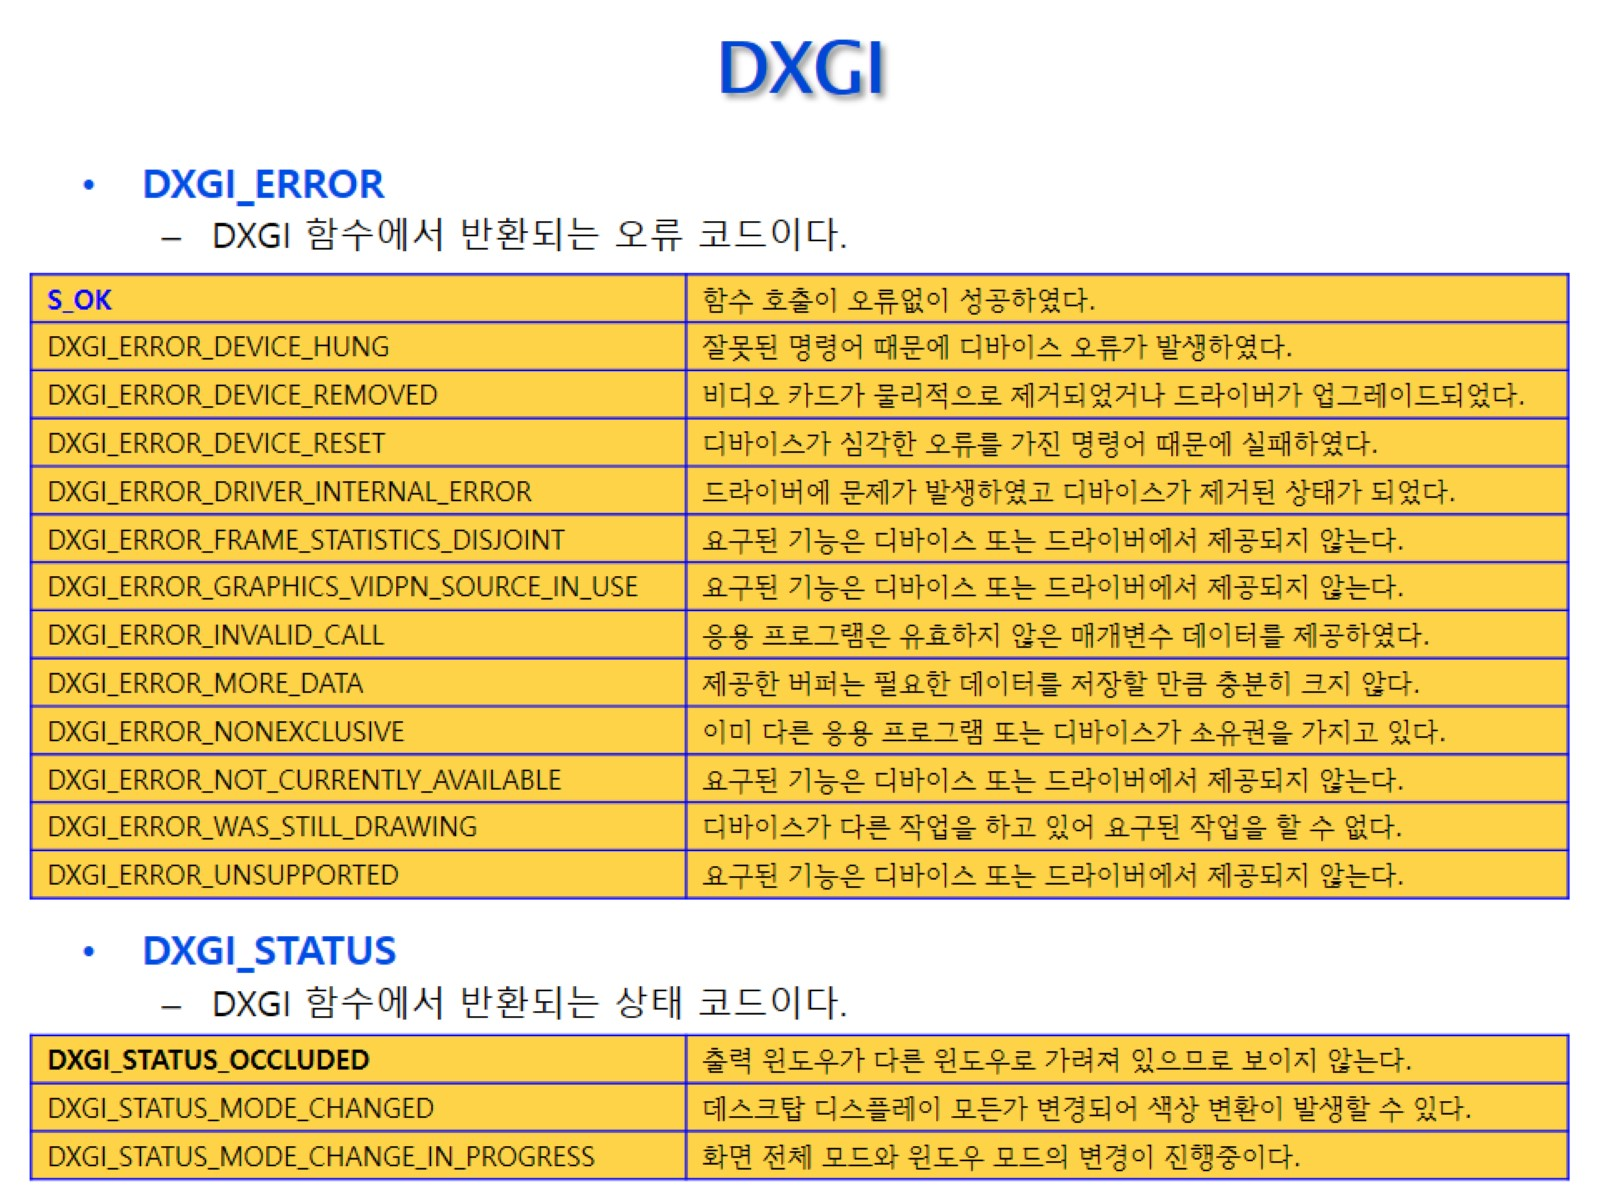 DXGI
• DXGI_ERROR
– DXGI 함수에서 반환되는 오류 코드이다.
S_OK 함수 호출이 오류없이 성공하였다.
DXGI_ERROR_DEVICE_HUNG 잘못된 명령어 때문에 디바이스 오류가 발생하였다.
DXGI_ERROR_DEVICE_REMOVED 비디오 카드가 물리적으로 제거되었거나 드라이버가 업그레이드되었다.
DXGI_ERROR_DEVICE_RESET 디바이스가 심각한 오류를 가진 명령어 때문에 실패하였다.
DXGI_ERROR_DRIVER_INTERNAL_ERROR 드라이버에 문제가 발생하였고 디바이스가 제거된 상태가 되었다.
DXGI_ERROR_FRAME_STATISTICS_DISJOINT 요구된 기능은 디바이스 또는 드라이버에서 제공되지 않는다.
DXGI_ERROR_GRAPHICS_VIDPN_SOURCE_IN_USE 요구된 기능은 디바이스 또는 드라이버에서 제공되지 않는다.
DXGI_ERROR_INVALID_CALL 응용 프로그램은 유효하지 않은 매개변수 데이터를 제공하였다.
DXGI_ERROR_MORE_DATA 제공한 버퍼는 필요한 데이터를 저장할 만큼 충분히 크지 않다.
DXGI_ERROR_NONEXCLUSIVE 이미 다른 응용 프로그램 또는 디바이스가 소유권을 가지고 있다.
DXGI_ERROR_NOT_CURRENTLY_AVAILABLE 요구된 기능은 디바이스 또는 드라이버에서 제공되지 않는다.
DXGI_ERROR_WAS_STILL_DRAWING 디바이스가 다른 작업을 하고 있어 요구된 작업을 할 수 없다.
DXGI_ERROR_UNSUPPORTED 요구된 기능은 디바이스 또는 드라이버에서 제공되지 않는다.
• DXGI_STATUS
– DXGI 함수에서 반환되는 상태 코드이다.
DXGI_STATUS_OCCLUDED 출력 윈도우가 다른 윈도우로 가려져 있으므로 보이지 않는다.
DXGI_STATUS_MODE_CHANGED 데스크탑 디스플레이 모든가 변경되어 색상 변환이 발생할 수 있다.
DXGI_STATUS_MODE_CHANGE_IN_PROGRESS 화면 전체 모드와 윈도우 모드의 변경이 진행중이다.